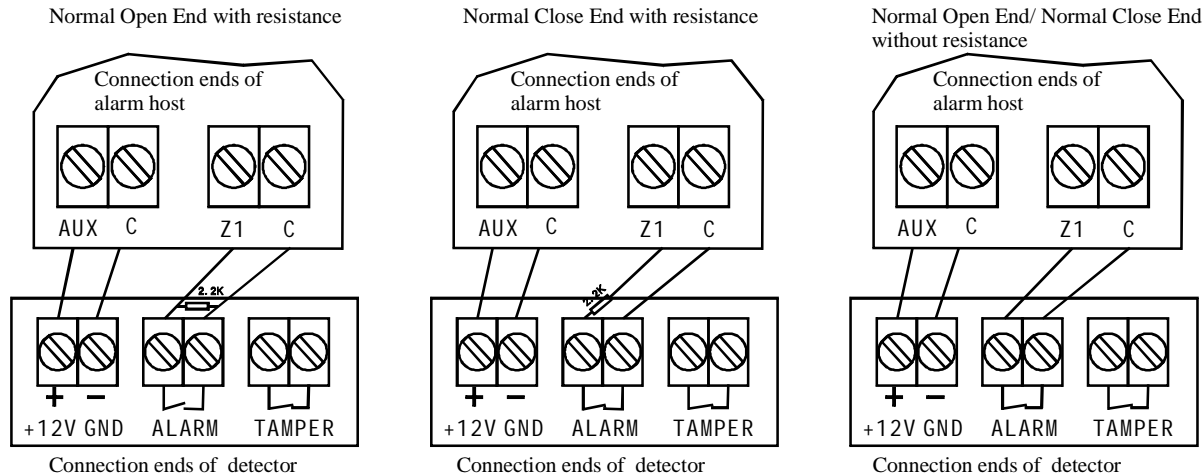 Normal Open End with resistance
Connection ends of
alarm host
AUX C Z1 C
2.2K
+ −
+12V GND ALARM TAMPER
Connection ends of detector
Normal Close End with resistance
Connection ends of
alarm host
AUX C Z1 C
2.2K
+ −
+12V GND ALARM TAMPER
Connection ends of detector
Normal Open End/ Normal Close End
without resistance
Connection ends of
alarm host
AUX C Z1 C
+ −
+12V GND ALARM TAMPER
Connection ends of detector